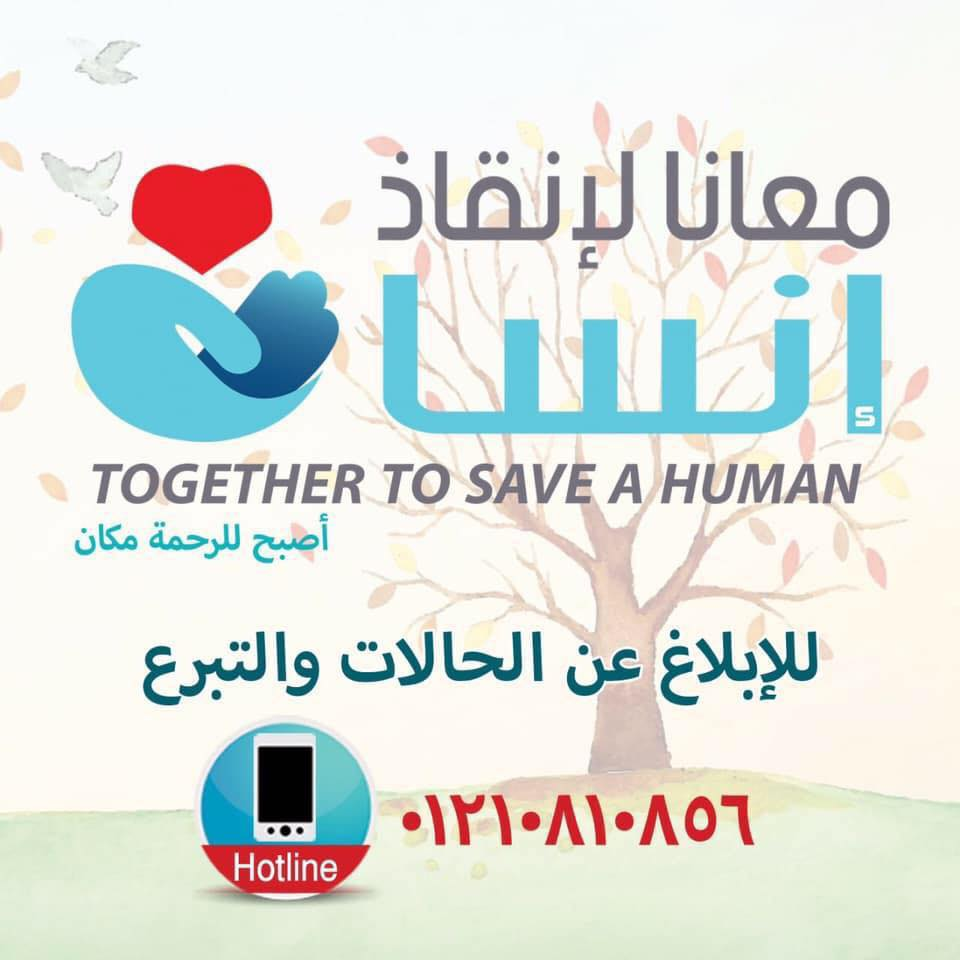 معانا لإنقاذ
إنسان
TOGETHER TO SAVE A HUMAN
أصبح للرحمة مكان
للإبلاغ عن الحالات والتبرع
٠١٢١٠٨١٠٨٥٦
Hotline